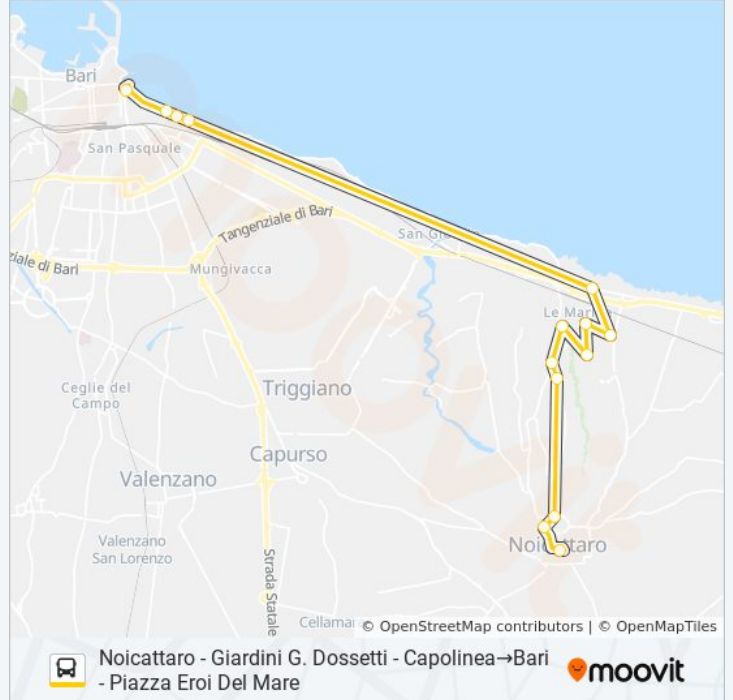 Bari
San Pasquale
Tangenziale di Bari
San Gi
ziale di Bari
Mungivacca
Le Mar
Ceglie del
Campo
Triggiano
Capurso
Valenzano
Valenzano
San Lorenzo
Noicattaro
Strada Statale
Cellamar
© OpenStreetMap contributors | © OpenMapTiles
Noicattaro - Giardini G. Dossetti - Capolinea→Bari
- Piazza Eroi Del Mare
moovit